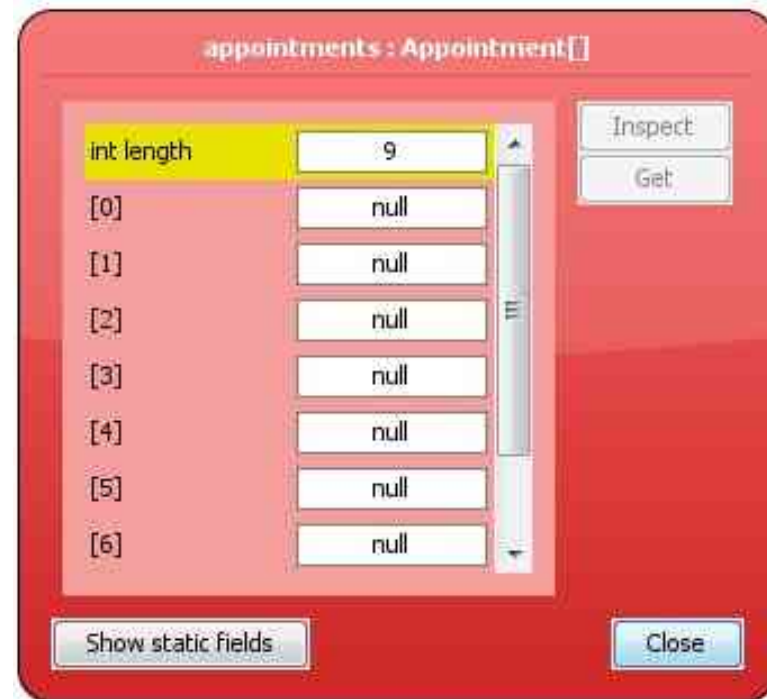 appointments : Appointment[]
int length 9
[0] null
[1] null
[2] null
[3] null
[4] null
[5] null
[6] null
Inspect
Get
Show static fields
Close